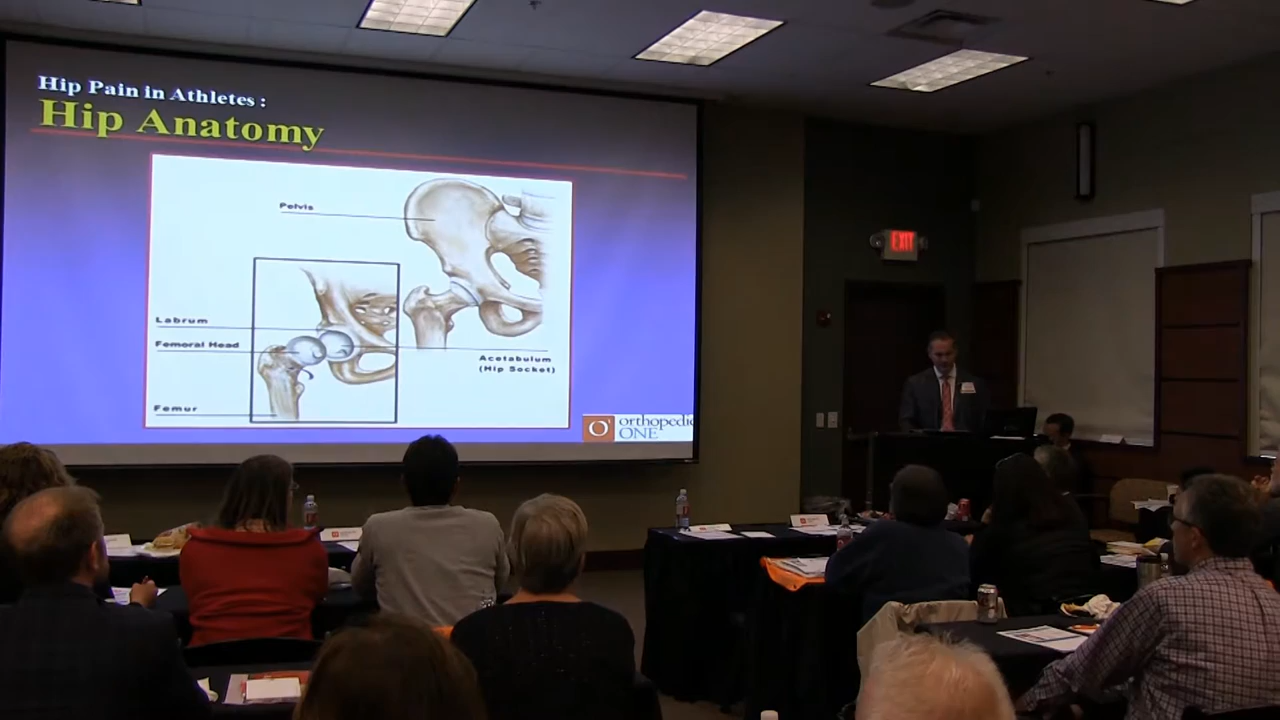 Hip Pain in Athletes :
Hip Anatomy
Pelvis
Labrum
Femoral Head
Acetabulum
(Hip Socket)
Femur
orthopedic
ONE
EXIT